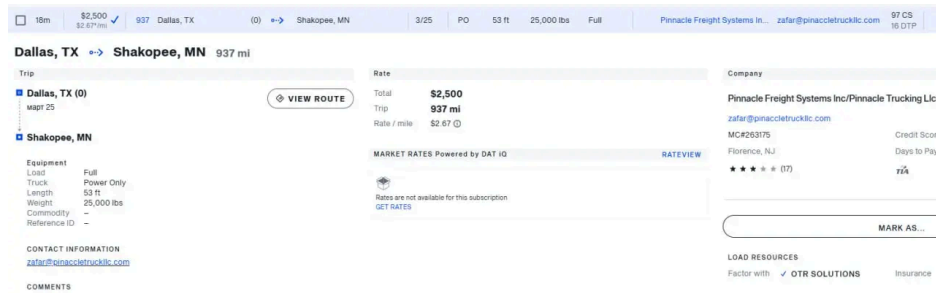 18m $2,500 ✓ 937 Dallas, TX (0) Shakopee, MN 3/25 PO 53 ft 25,000 lbs Full Pinnacle Freight Systems In... zafar@pinaccletruckllc.com 97 CS
$2.67*/mi 16 DTP
Dallas, TX Shakopee, MN 937 mi
Trip
Dallas, TX (0)
март 25
VIEW ROUTE
Shakopee, MN
Equipment
Load Full
Truck Power Only
Length 53 ft
Weight 25,000 lbs
Commodity –
Reference ID –
CONTACT INFORMATION
zafar@pinaccletruckllc.com
COMMENTS
Rate
Total $2,500
Trip 937 mi
Rate / mile $2.67
MARKET RATES Powered by DAT iQ RATEVIEW
Rates are not available for this subscription
GET RATES
Company
Pinnacle Freight Systems Inc/Pinnacle Trucking Llc
zafar@pinaccletruckllc.com
MC#263175 Credit Scor
Florence, NJ Days to Pay
★ ★ ★ ★ ★ (17) TIA
MARK AS...
LOAD RESOURCES
Factor with ✓ OTR SOLUTIONS Insurance